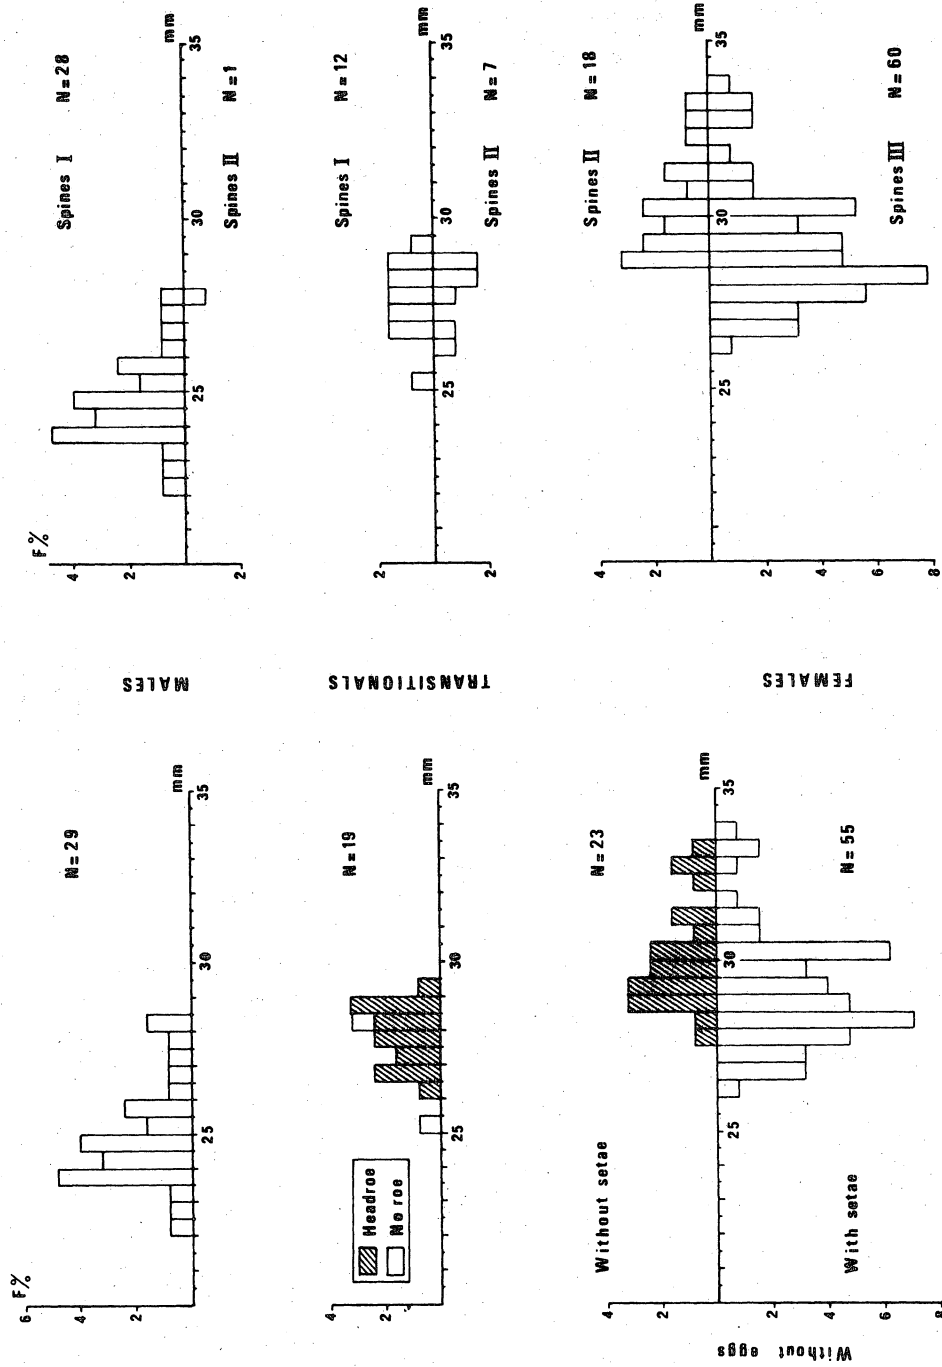 F%
6
4
2
N=29
25
30
35
mm
MALES
F%
4
2
2
Spines I N=28
25
35
mm
Spines II N=1
4
2
Headroe
No roe
N=19
25
30
35
mm
TRANSITIONALS
2
2
Spines I N=12
25
30
35
mm
Spines II N=7
Without eggs
4
2
2
4
6
8
Without setae
N=23
25
30
35
mm
With setae
N=55
FEMALES
4
2
2
4
6
8
Spines II N=18
25
30
35
mm
Spines III N=60